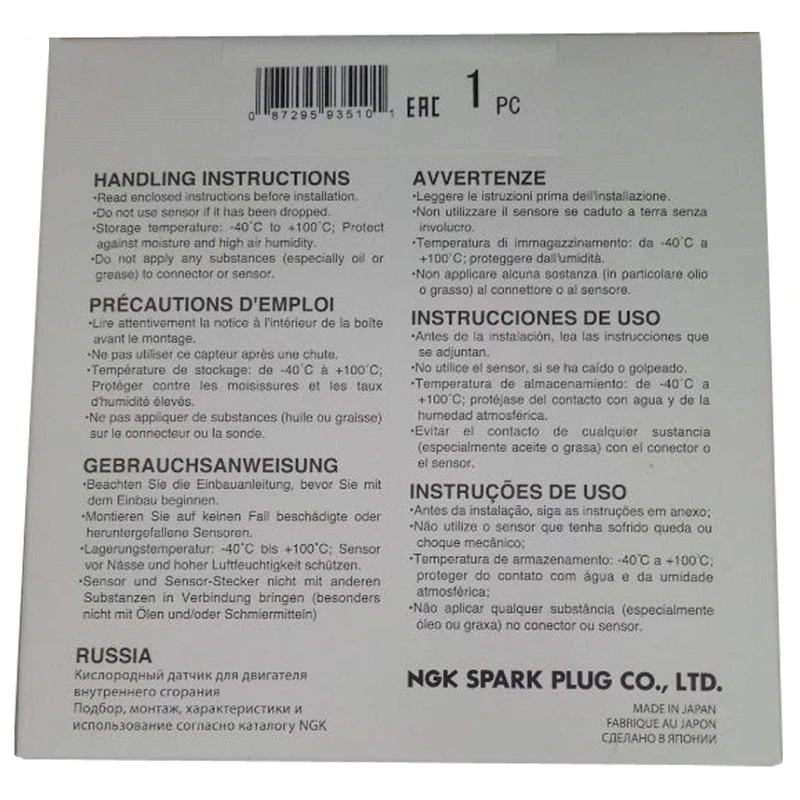 0 87295 93510 1 EAC 1 PC
HANDLING INSTRUCTIONS
•Read enclosed instructions before installation.
•Do not use sensor if it has been dropped.
•Storage temperature: -40˚C to +100˚C; Protect
against moisture and high air humidity.
•Do not apply any substances (especially oil or
grease) to connector or sensor.
PRÉCAUTIONS D'EMPLOI
•Lire attentivement la notice à l'intérieur de la boîte
avant le montage.
•Ne pas utiliser ce capteur après une chute.
•Température de stockage: de -40˚C à +100˚C;
Protéger contre les moisissures et les taux
d'humidité élevés.
•Ne pas appliquer de substances (huile ou graisse)
sur le connecteur ou la sonde.
GEBRAUCHSANWEISUNG
•Beachten Sie die Einbauanleitung, bevor Sie mit
dem Einbau beginnen.
•Montieren Sie auf keinen Fall beschädigte oder
heruntergefallene Sensoren.
•Lagerungstemperatur: -40˚C bis +100˚C; Sensor
vor Nässe und hoher Luftfeuchtigkeit schützen.
•Sensor und Sensor-Stecker nicht mit anderen
Substanzen in Verbindung bringen (besonders
nicht mit Ölen und/oder Schmiermitteln)
RUSSIA
Кислородный датчик для двигателя
внутреннего сгорания
Подбор, монтаж, характеристики и
использование согласно каталогу NGK
AVVERTENZE
•Leggere le istruzioni prima dell'installazione.
•Non utilizzare il sensore se caduto a terra senza
involucro.
•Temperatura di immagazzinamento: da -40˚C a
+100˚C; proteggere dall'umidità.
•Non applicare alcuna sostanza (in particolare olio
o grasso) al connettore o al sensore.
INSTRUCCIONES DE USO
•Antes de la instalación, lea las instrucciones que
se adjuntan.
•No utilice el sensor, si se ha caído o golpeado.
•Temperatura de almacenamiento: de -40˚C a
+100˚C; protéjase del contacto con agua y de la
humedad atmosférica.
•Evitar el contacto de cualquier sustancia
(especialmente aceite o grasa) con el conector o
el sensor.
INSTRUÇÕES DE USO
•Antes da instalação, siga as instruções em anexo;
•Não utilize o sensor que tenha sofrido queda ou
choque mecânico;
•Temperatura de armazenamento: -40˚C a +100˚C;
proteger do contato com água e da umidade
atmosférica;
•Não aplicar qualquer substância (especialmente
óleo ou graxa) no conector ou sensor.
NGK SPARK PLUG CO., LTD.
MADE IN JAPAN
FABRIQUE AU JAPON
СДЕЛАНО В ЯПОНИИ